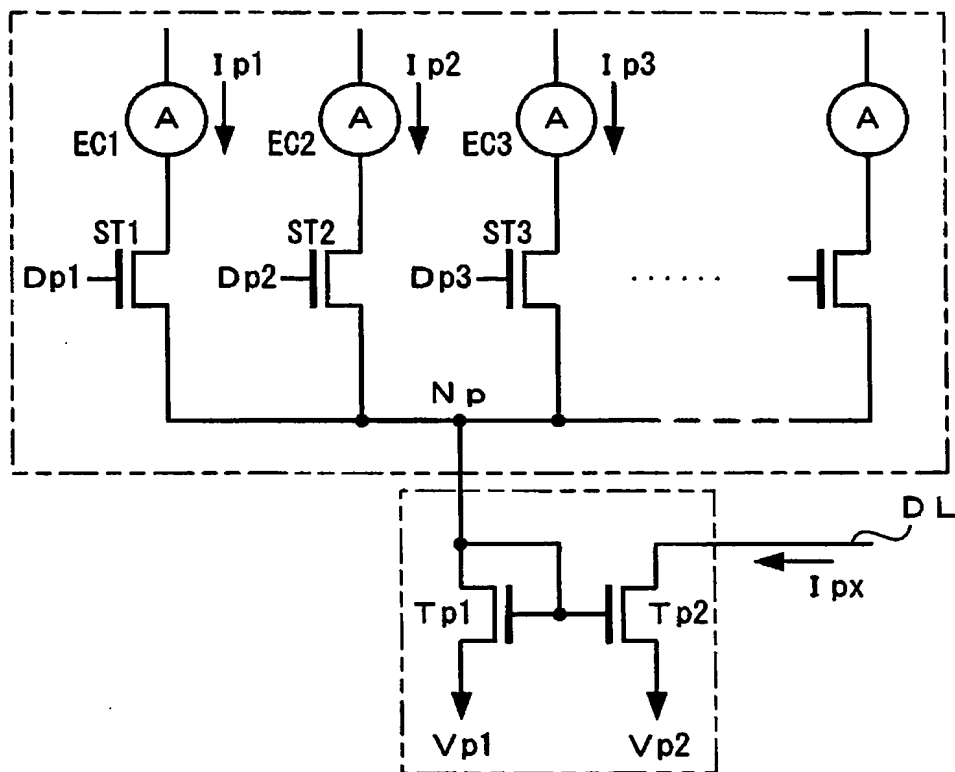 Ip1 Ip2 Ip3
A A A A
EC1 EC2 EC3
ST1 ST2 ST3
Dp1 Dp2 Dp3 ......
Np
DL
Ipx
Tp1 Tp2
Vp1 Vp2